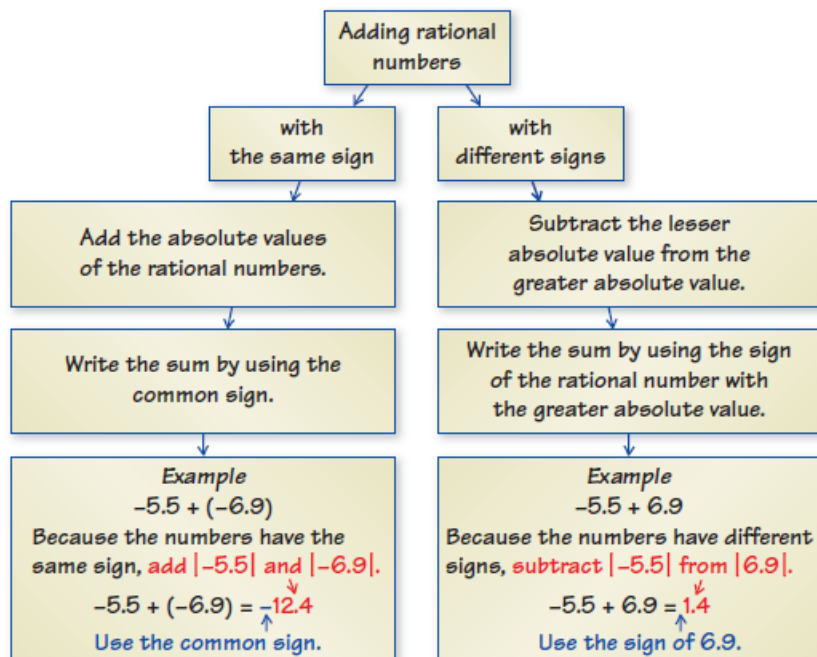 Adding rational
numbers
with
the same sign
with
different signs
Add the absolute values
of the rational numbers.
Subtract the lesser
absolute value from the
greater absolute value.
Write the sum by using the
common sign.
Write the sum by using the sign
of the rational number with
the greater absolute value.
Example
−5.5 + (−6.9)
Because the numbers have the
same sign, add |−5.5| and |−6.9|.
−5.5 + (−6.9) = −12.4
Use the common sign.
Example
−5.5 + 6.9
Because the numbers have different
signs, subtract |−5.5| from |6.9|.
−5.5 + 6.9 = 1.4
Use the sign of 6.9.